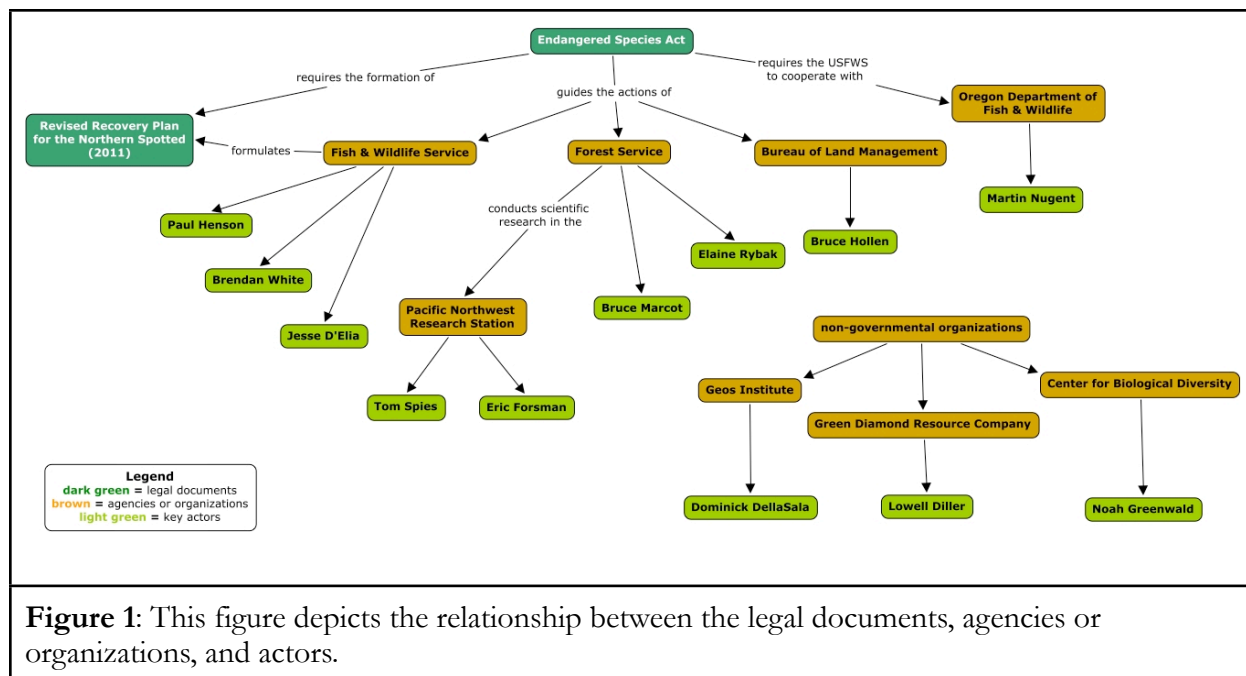 Endangered Species Act
requires the formation of
guides the actions of
requires the USFWS
to cooperate with
Oregon Department of
Fish & Wildlife
Revised Recovery Plan
for the Northern Spotted
(2011)
formulates
Fish & Wildlife Service
Forest Service
Bureau of Land Management
Martin Nugent
Paul Henson
conducts scientific
research in the
Bruce Hollen
Elaine Rybak
Brendan White
Bruce Marcot
Pacific Northwest
Research Station
Jesse D'Elia
non-governmental organizations
Geos Institute
Center for Biological Diversity
Tom Spies
Eric Forsman
Green Diamond Resource Company
Legend
dark green = legal documents
brown = agencies or organizations
light green = key actors
Dominick DellaSala
Lowell Diller
Noah Greenwald
Figure 1: This figure depicts the relationship between the legal documents, agencies or
organizations, and actors.